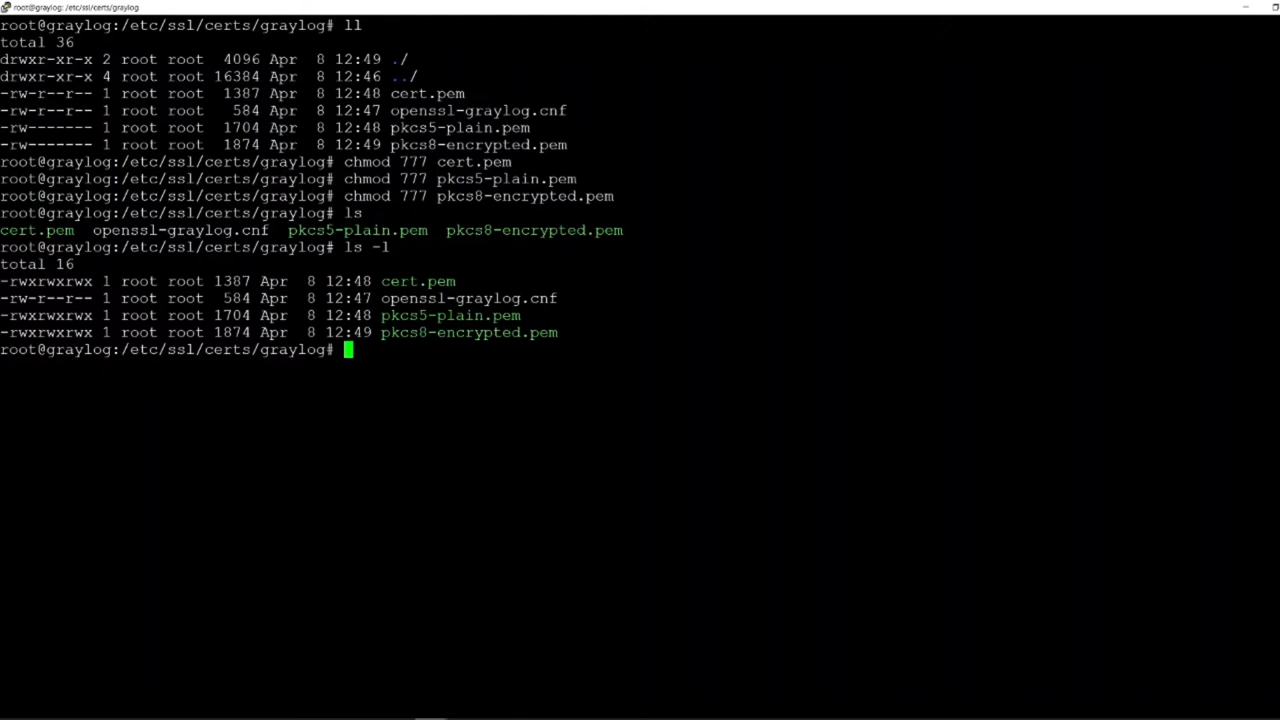 root@graylog: /etc/ssl/certs/graylog
root@graylog:/etc/ssl/certs/graylog# ll
total 36
drwxr-xr-x 2 root root  4096 Apr  8 12:49 ./
drwxr-xr-x 4 root root 16384 Apr  8 12:46 ../
-rw-r--r-- 1 root root  1387 Apr  8 12:48 cert.pem
-rw-r--r-- 1 root root   584 Apr  8 12:47 openssl-graylog.cnf
-rw------- 1 root root  1704 Apr  8 12:48 pkcs5-plain.pem
-rw------- 1 root root  1874 Apr  8 12:49 pkcs8-encrypted.pem
root@graylog:/etc/ssl/certs/graylog# chmod 777 cert.pem
root@graylog:/etc/ssl/certs/graylog# chmod 777 pkcs5-plain.pem
root@graylog:/etc/ssl/certs/graylog# chmod 777 pkcs8-encrypted.pem
root@graylog:/etc/ssl/certs/graylog# ls
cert.pem  openssl-graylog.cnf  pkcs5-plain.pem  pkcs8-encrypted.pem
root@graylog:/etc/ssl/certs/graylog# ls -l
total 16
-rwxrwxrwx 1 root root 1387 Apr  8 12:48 cert.pem
-rw-r--r-- 1 root root  584 Apr  8 12:47 openssl-graylog.cnf
-rwxrwxrwx 1 root root 1704 Apr  8 12:48 pkcs5-plain.pem
-rwxrwxrwx 1 root root 1874 Apr  8 12:49 pkcs8-encrypted.pem
root@graylog:/etc/ssl/certs/graylog#